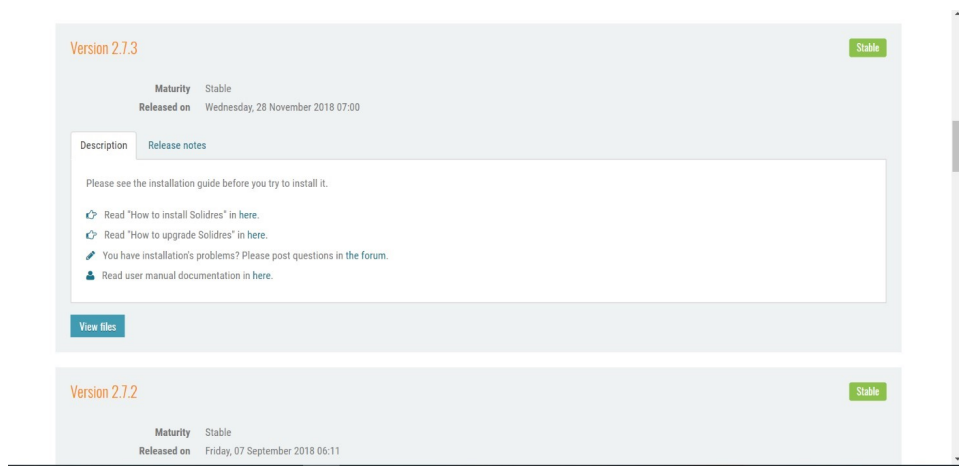 Version 2.7.3
Stable
Maturity Stable
Released on Wednesday, 28 November 2018 07:00
Description Release notes
Please see the installation guide before you try to install it.
Read "How to install Solidres" in here.
Read "How to upgrade Solidres" in here.
You have installation's problems? Please post questions in the forum.
Read user manual documentation in here.
View files
Version 2.7.2
Stable
Maturity Stable
Released on Friday, 07 September 2018 06:11